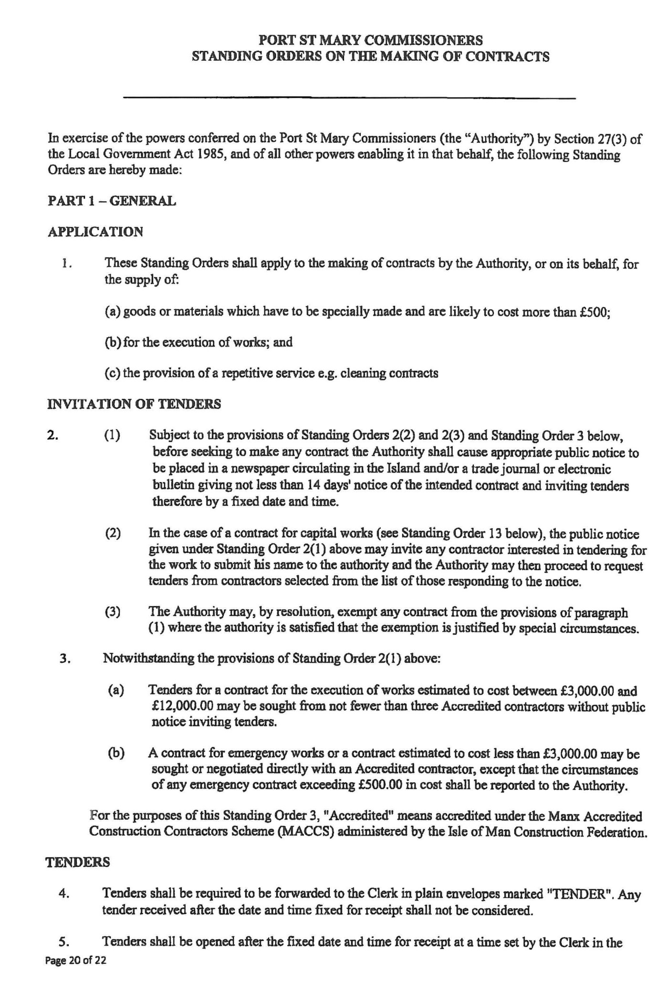 PORT ST MARY COMMISSIONERS
STANDING ORDERS ON THE MAKING OF CONTRACTS
In exercise of the powers conferred on the Port St Mary Commissioners (the “Authority”) by Section 27(3) of
the Local Government Act 1985, and of all other powers enabling it in that behalf, the following Standing
Orders are hereby made:
PART 1 – GENERAL
APPLICATION
1. These Standing Orders shall apply to the making of contracts by the Authority, or on its behalf, for
the supply of:
(a) goods or materials which have to be specially made and are likely to cost more than £500;
(b) for the execution of works; and
(c) the provision of a repetitive service e.g. cleaning contracts
INVITATION OF TENDERS
2. (1) Subject to the provisions of Standing Orders 2(2) and 2(3) and Standing Order 3 below,
before seeking to make any contract the Authority shall cause appropriate public notice to
be placed in a newspaper circulating in the Island and/or a trade journal or electronic
bulletin giving not less than 14 days' notice of the intended contract and inviting tenders
therefore by a fixed date and time.
(2) In the case of a contract for capital works (see Standing Order 13 below), the public notice
given under Standing Order 2(1) above may invite any contractor interested in tendering for
the work to submit his name to the authority and the Authority may then proceed to request
tenders from contractors selected from the list of those responding to the notice.
(3) The Authority may, by resolution, exempt any contract from the provisions of paragraph
(1) where the authority is satisfied that the exemption is justified by special circumstances.
3. Notwithstanding the provisions of Standing Order 2(1) above:
(a) Tenders for a contract for the execution of works estimated to cost between £3,000.00 and
£12,000.00 may be sought from not fewer than three Accredited contractors without public
notice inviting tenders.
(b) A contract for emergency works or a contract estimated to cost less than £3,000.00 may be
sought or negotiated directly with an Accredited contractor, except that the circumstances
of any emergency contract exceeding £500.00 in cost shall be reported to the Authority.
For the purposes of this Standing Order 3, "Accredited" means accredited under the Manx Accredited
Construction Contractors Scheme (MACCS) administered by the Isle of Man Construction Federation.
TENDERS
4. Tenders shall be required to be forwarded to the Clerk in plain envelopes marked "TENDER". Any
tender received after the date and time fixed for receipt shall not be considered.
5. Tenders shall be opened after the fixed date and time for receipt at a time set by the Clerk in the
Page 20 of 22